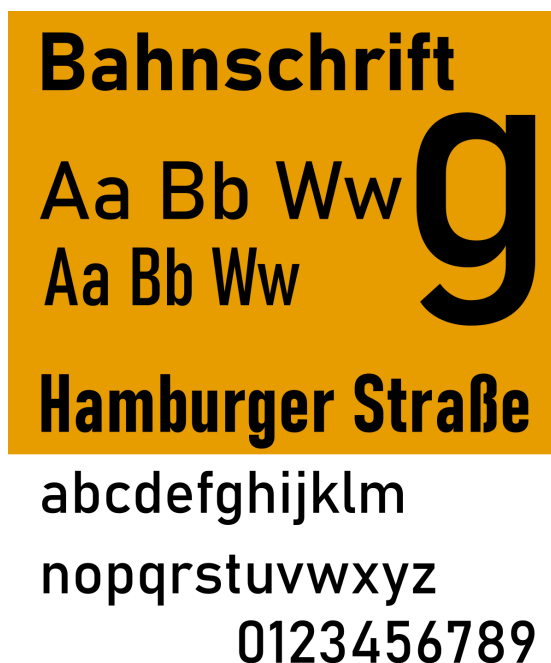 Bahnschrift
Aa Bb Ww
g
Aa Bb Ww
Hamburger Straße
abcdefghijklm
nopqrstuvwxyz
0123456789